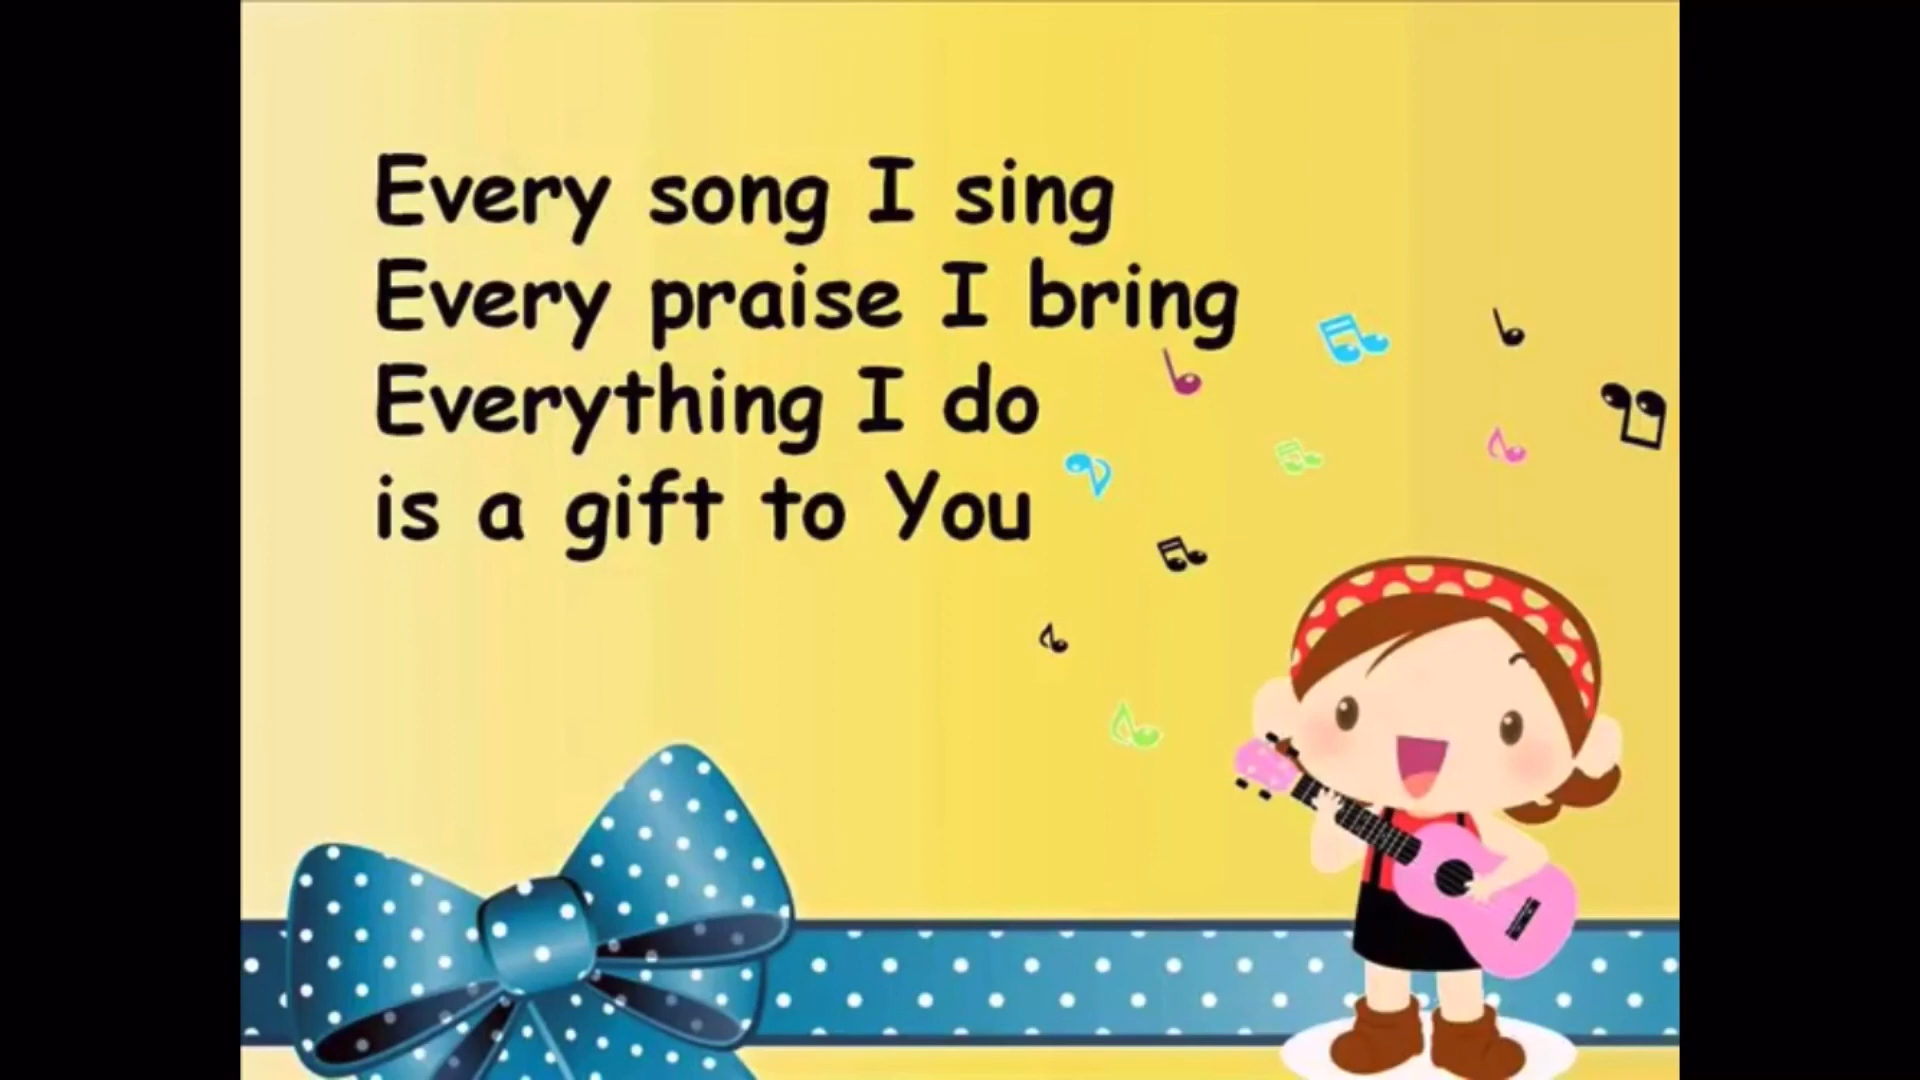 Every song I sing
Every praise I bring
Everything I do
is a gift to You